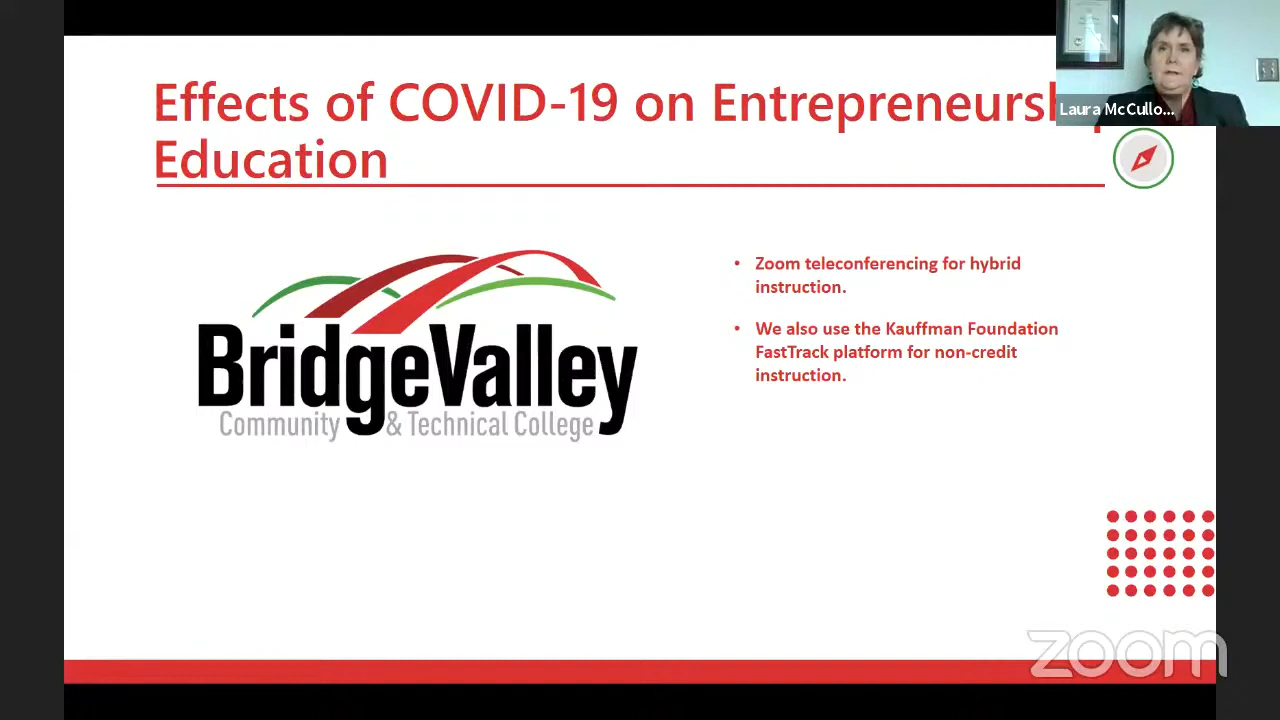 Effects of COVID-19 on Entrepreneursh
Education
Laura McCullo...
BridgeValley
Community & Technical College
• Zoom teleconferencing for hybrid
instruction.
• We also use the Kauffman Foundation
FastTrack platform for non-credit
instruction.
zoom